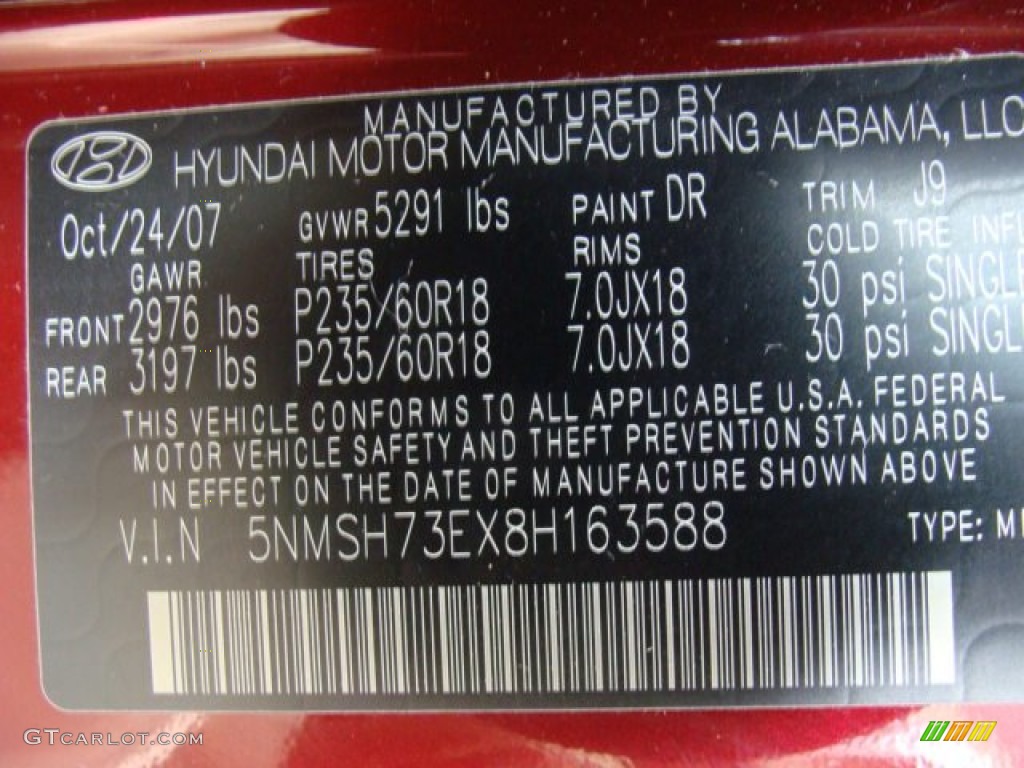 MANUFACTURED BY
HYUNDAI MOTOR MANUFACTURING ALABAMA, LLC
Oct/24/07 GVWR 5291 lbs PAINT DR TRIM J9
GAWR TIRES RIMS COLD TIRE INFL
FRONT 2976 lbs P235/60R18 7.0JX18 30 psi SINGLE
REAR 3197 lbs P235/60R18 7.0JX18 30 psi SINGLE
THIS VEHICLE CONFORMS TO ALL APPLICABLE U.S.A. FEDERAL
MOTOR VEHICLE SAFETY AND THEFT PREVENTION STANDARDS
IN EFFECT ON THE DATE OF MANUFACTURE SHOWN ABOVE
V.I.N 5NMSH73EX8H163588 TYPE:
GTCARLOT.COM